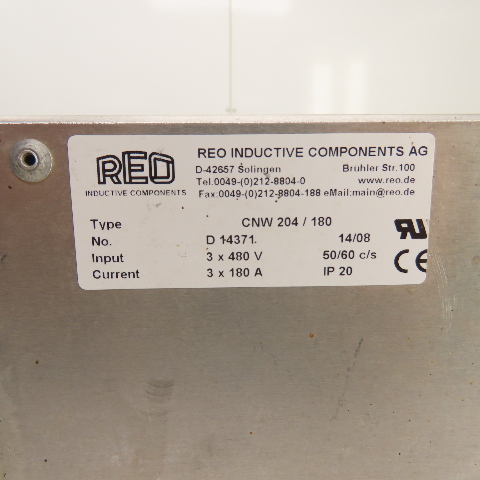 REO
INDUCTIVE COMPONENTS
REO INDUCTIVE COMPONENTS AG
D-42657 Solingen Bruhler Str.100
Tel.0049-(0)212-8804-0 www.reo.de
Fax.0049-(0)212-8804-188 eMail:main@reo.de
Type CNW 204 / 180
No. D 14371. 14/08
Input 3 x 480 V 50/60 c/s
Current 3 x 180 A IP 20
RU
CE